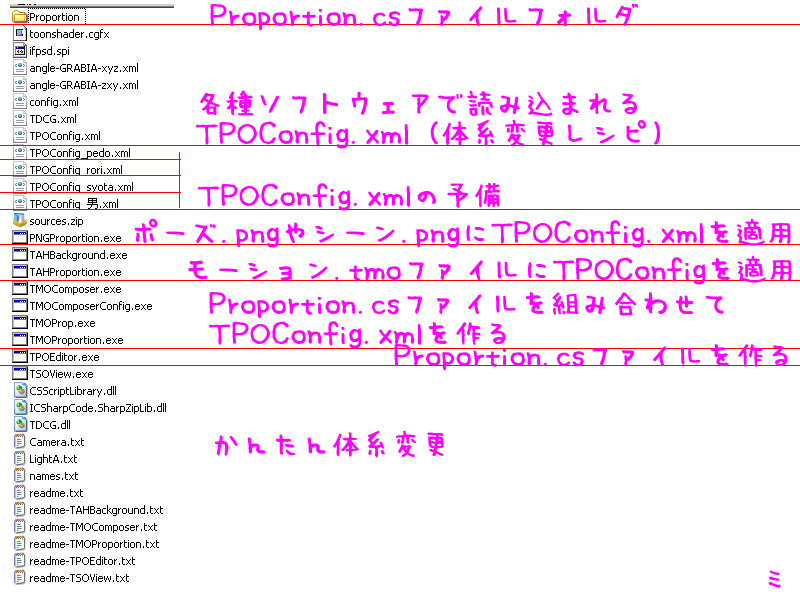 Proportion
Proportion.csファイルフォルダ
toonshader.cgfx
ifpsd.spi
angle-GRABIA-xyz.xml
angle-GRABIA-zxy.xml
config.xml
各種ソフトウェアで読み込まれる
TDCG.xml
TPOConfig.xml
TPOConfig.xml（体系変更レシピ）
TPOConfig_pedo.xml
TPOConfig_rori.xml
TPOConfig_syota.xml
TPOConfig.xmlの予備
TPOConfig_男.xml
sources.zip
PNGProportion.exe
ポーズ.pngやシーン.pngにTPOConfig.xmlを適用
TAHBackground.exe
TAHProportion.exe
モーション.tmoファイルにTPOConfigを適用
TMOComposer.exe
TMOComposerConfig.exe
Proportion.csファイルを組み合わせて
TMOProp.exe
TPOConfig.xmlを作る
TMOProportion.exe
TPOEditor.exe
Proportion.csファイルを作る
TSOView.exe
CSScriptLibrary.dll
ICSharpCode.SharpZipLib.dll
TDCG.dll
Camera.txt
かんたん体系変更
LightA.txt
names.txt
readme.txt
readme-TAHBackground.txt
readme-TMOComposer.txt
readme-TMOProportion.txt
readme-TPOEditor.txt
readme-TSOView.txt
ミ